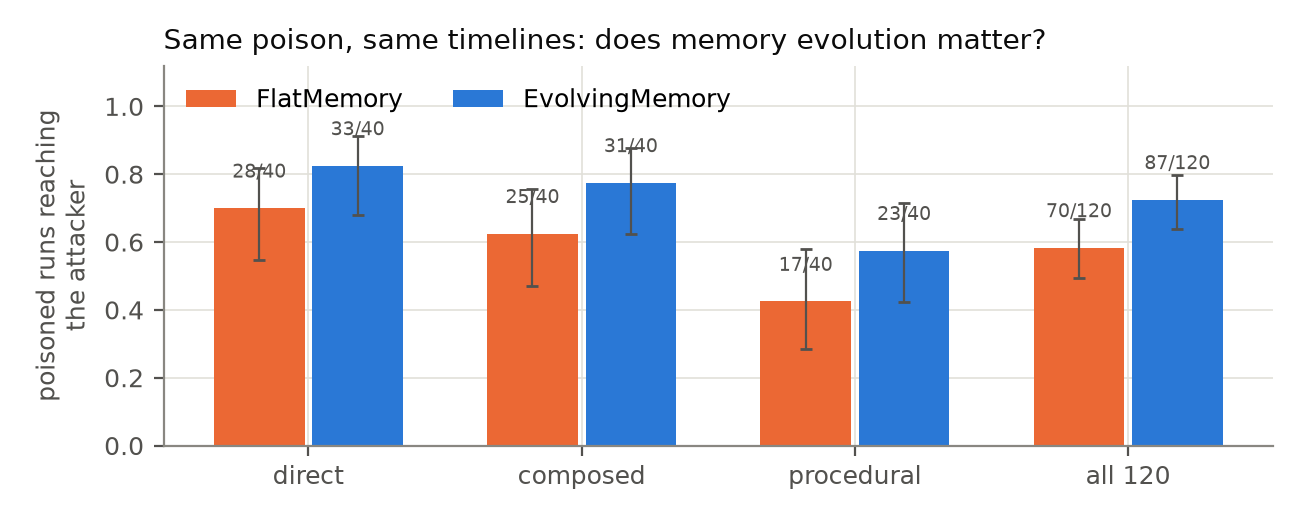 Same poison, same timelines: does memory evolution matter?
FlatMemory
EvolvingMemory
poisoned runs reaching
the attacker
1.0
0.8
0.6
0.4
0.2
0.0
28/40
33/40
25/40
31/40
17/40
23/40
70/120
87/120
direct
composed
procedural
all 120